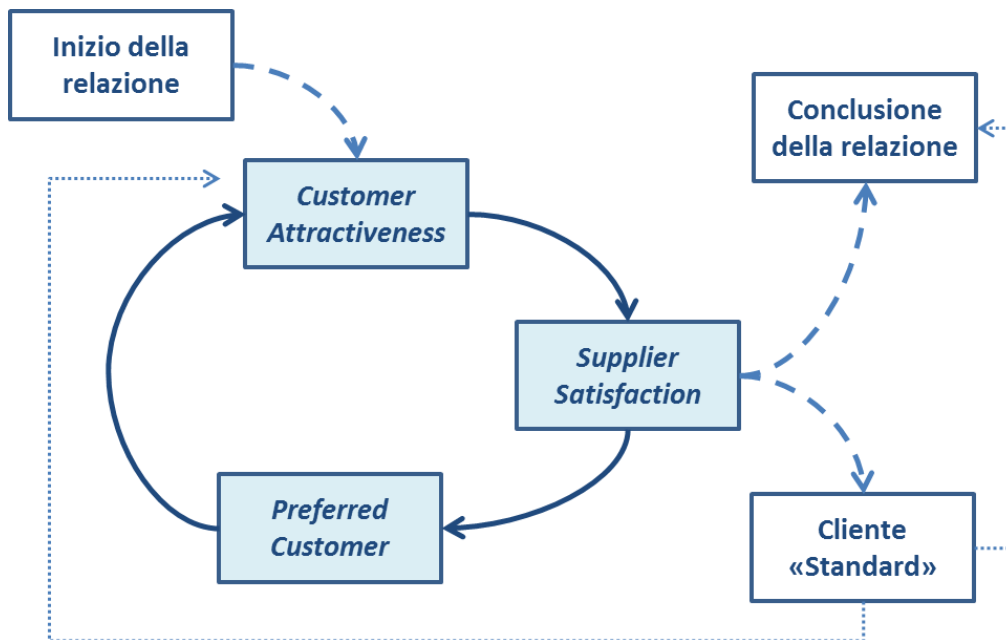 Inizio della
relazione
Conclusione
della relazione
Customer
Attractiveness
Supplier
Satisfaction
Preferred
Customer
Cliente
«Standard»